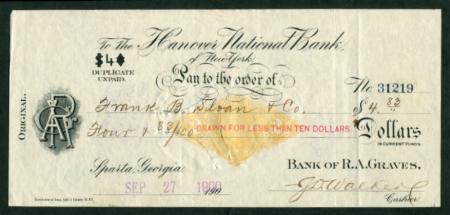 To The Hanover National Bank
of New York.
$4$
DUPLICATE
UNPAID.
Pay to the order of
No. 31219
ORIGINAL.
Frank B. Sloan & Co. $4 83
Four & 83/100 DRAWN FOR LESS THAN TEN DOLLARS Dollars
IN CURRENT FUNDS.
Sparta, Georgia
BANK OF R.A. GRAVES.
SEP 27 1900 190
Cashier